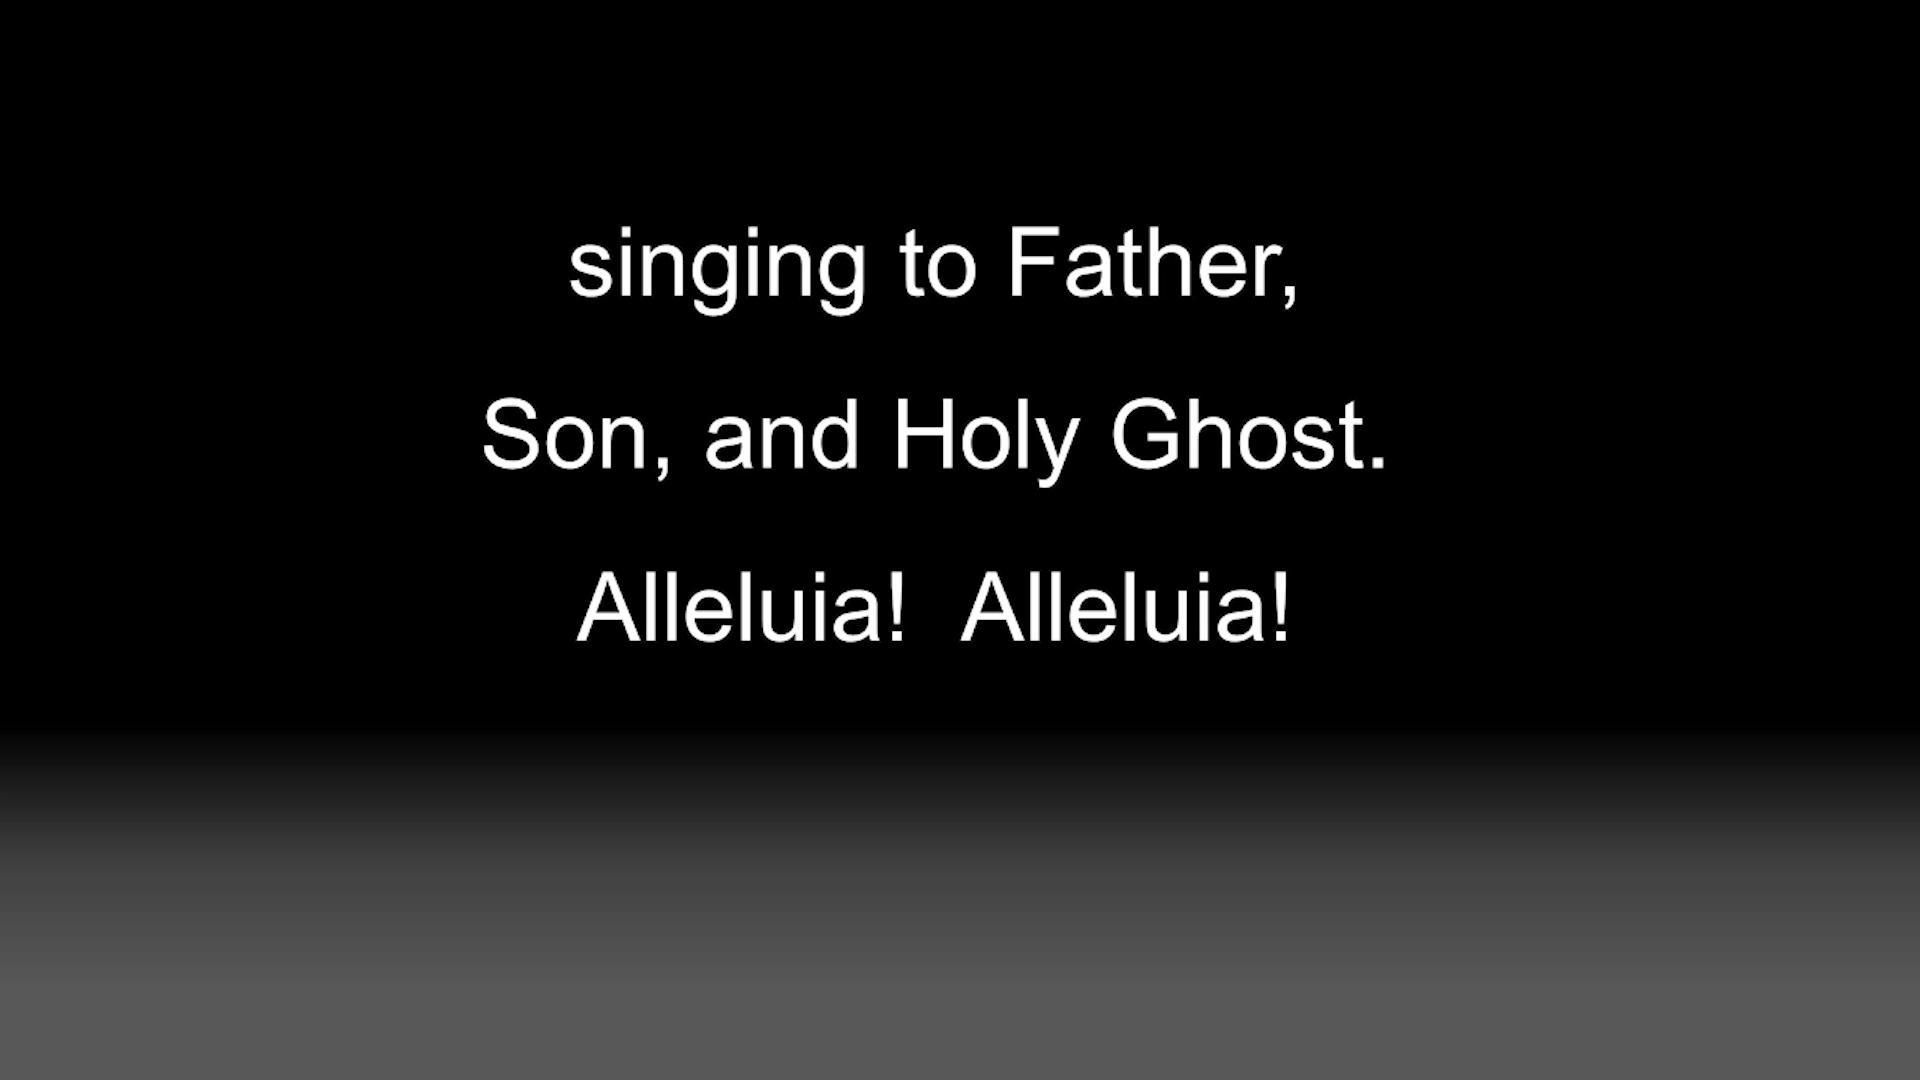 singing to Father,
Son, and Holy Ghost.
Alleluia!  Alleluia!